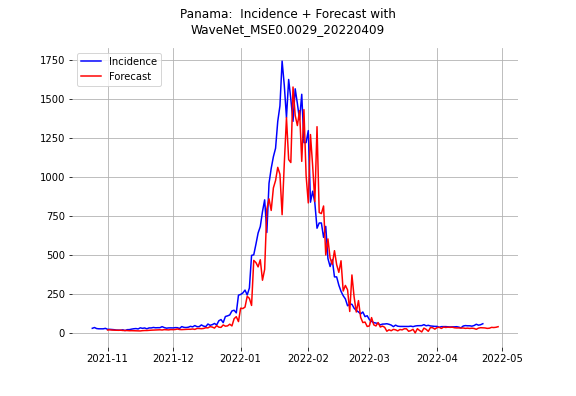 Panama:  Incidence + Forecast with
WaveNet_MSE0.0029_20220409
Incidence
Forecast
1750
1500
1250
1000
750
500
250
0
2021-11 2021-12 2022-01 2022-02 2022-03 2022-04 2022-05